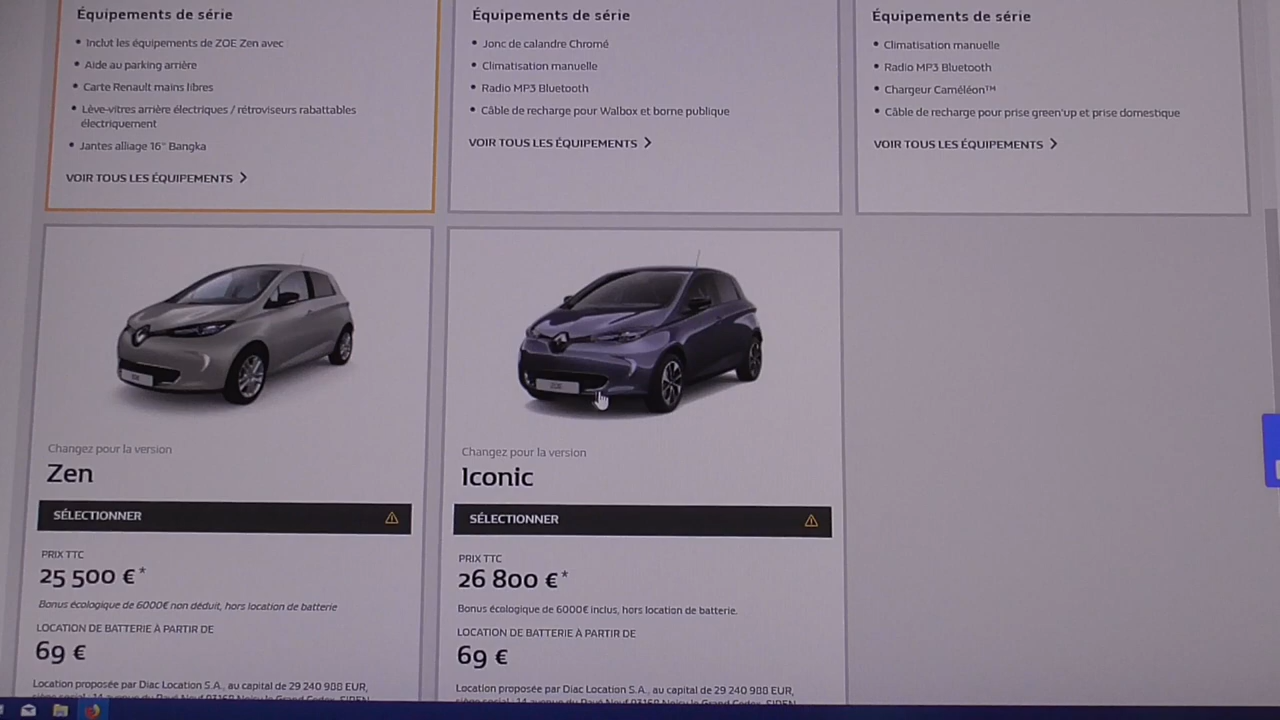 Équipements de série
• Inclut les équipements de ZOE Zen avec
• Aide au parking arrière
• Carte Renault mains libres
• Lève-vitres arrière électriques / rétroviseurs rabattables
électriquement
• Jantes alliage 16" Bangka
VOIR TOUS LES ÉQUIPEMENTS
Équipements de série
• Jonc de calandre Chromé
• Climatisation manuelle
• Radio MP3 Bluetooth
• Câble de recharge pour Walbox et borne publique
VOIR TOUS LES ÉQUIPEMENTS
Équipements de série
• Climatisation manuelle
• Radio MP3 Bluetooth
• Chargeur Caméléon™
• Câble de recharge pour prise green'up et prise domestique
VOIR TOUS LES ÉQUIPEMENTS
Changez pour la version
Zen
SÉLECTIONNER
PRIX TTC
25 500 €*
Bonus écologique de 6000€ non déduit, hors location de batterie
LOCATION DE BATTERIE À PARTIR DE
69 €
Location proposée par Diac Location S.A., au capital de 29 240 988 EUR,
ZOE
Changez pour la version
Iconic
SÉLECTIONNER
PRIX TTC
26 800 €*
Bonus écologique de 6000€ inclus, hors location de batterie.
LOCATION DE BATTERIE À PARTIR DE
69 €
Location proposée par Diac Location S.A., au capital de 29 240 988 EUR,